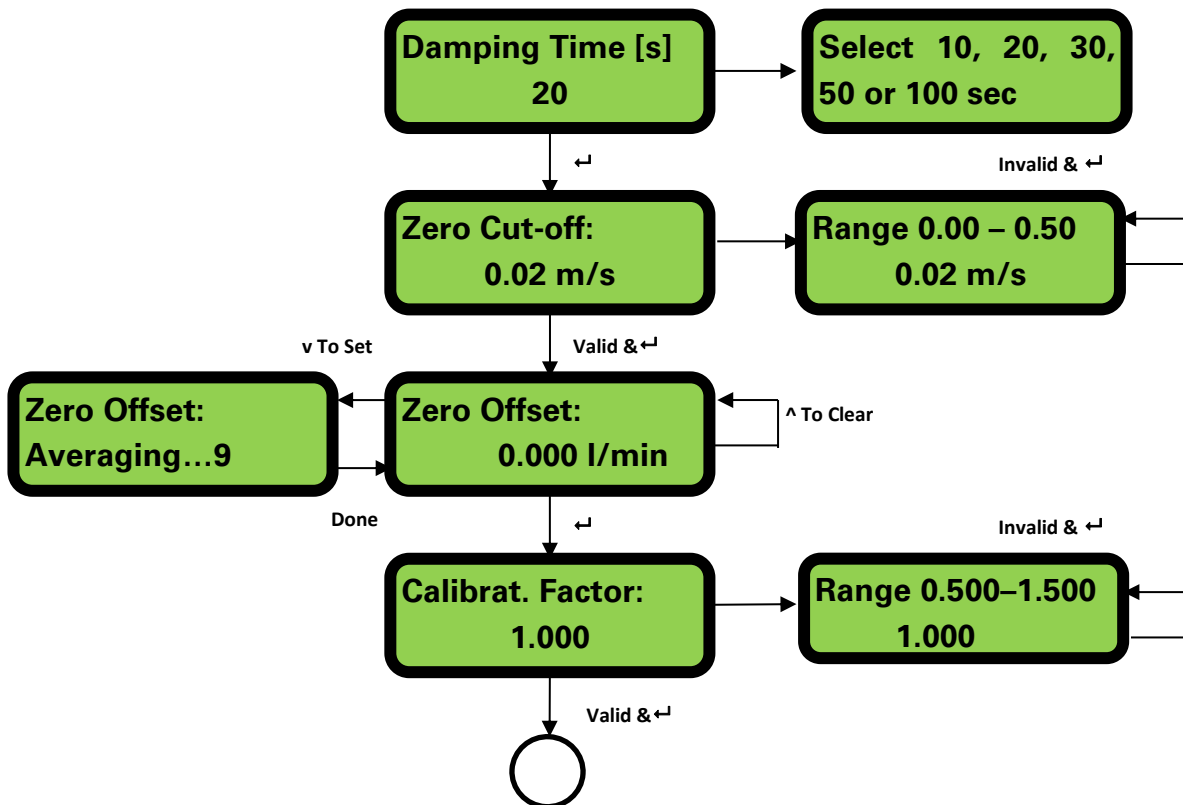 Damping Time [s]
20
Select 10, 20, 30,
50 or 100 sec
↵
Invalid & ↵
Zero Cut-off:
0.02 m/s
Range 0.00 – 0.50
0.02 m/s
v To Set
Valid &↵
Zero Offset:
Averaging...9
Zero Offset:
0.000 l/min
^ To Clear
Done
↵
Invalid & ↵
Calibrat. Factor:
1.000
Range 0.500–1.500
1.000
Valid &↵